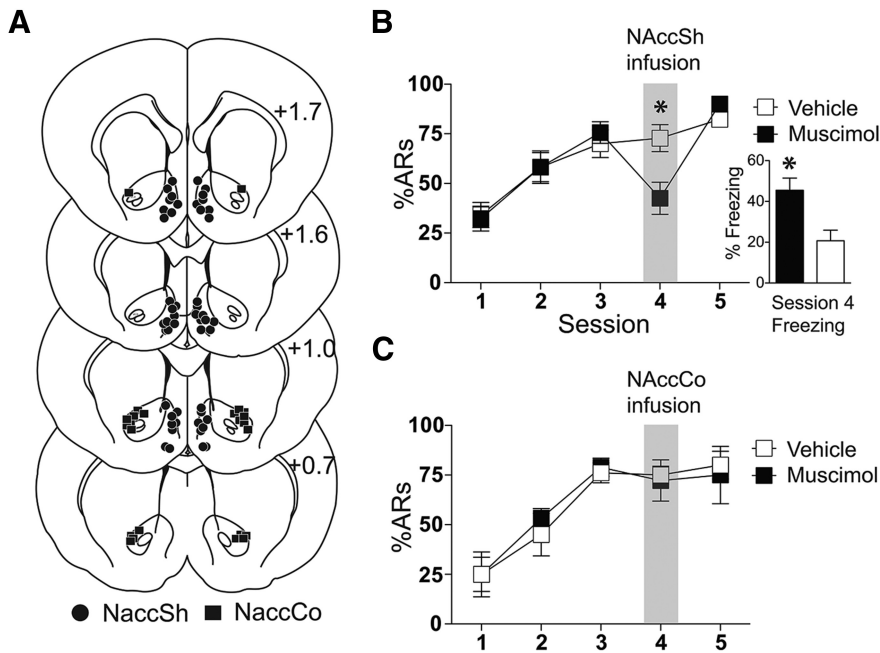 A
+1.7
+1.6
+1.0
+0.7
NaccSh
NaccCo
B
NAccSh
infusion
100
75
50
25
0
%ARs
*
1
2
3
4
5
Session
Vehicle
Muscimol
60
40
20
0
% Freezing
*
Session 4
Freezing
C
NAccCo
infusion
100
75
50
25
0
%ARs
1
2
3
4
5
Vehicle
Muscimol